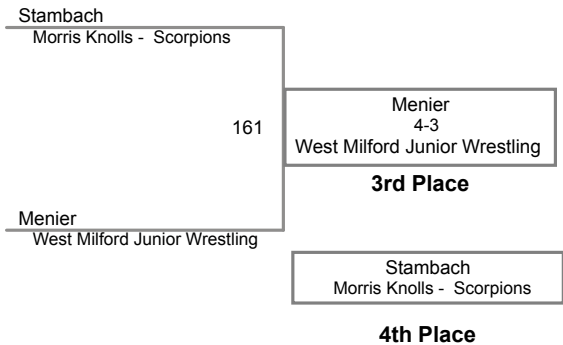 Stambach
Morris Knolls - Scorpions
161
Menier
4-3
West Milford Junior Wrestling
3rd Place
Menier
West Milford Junior Wrestling
Stambach
Morris Knolls - Scorpions
4th Place